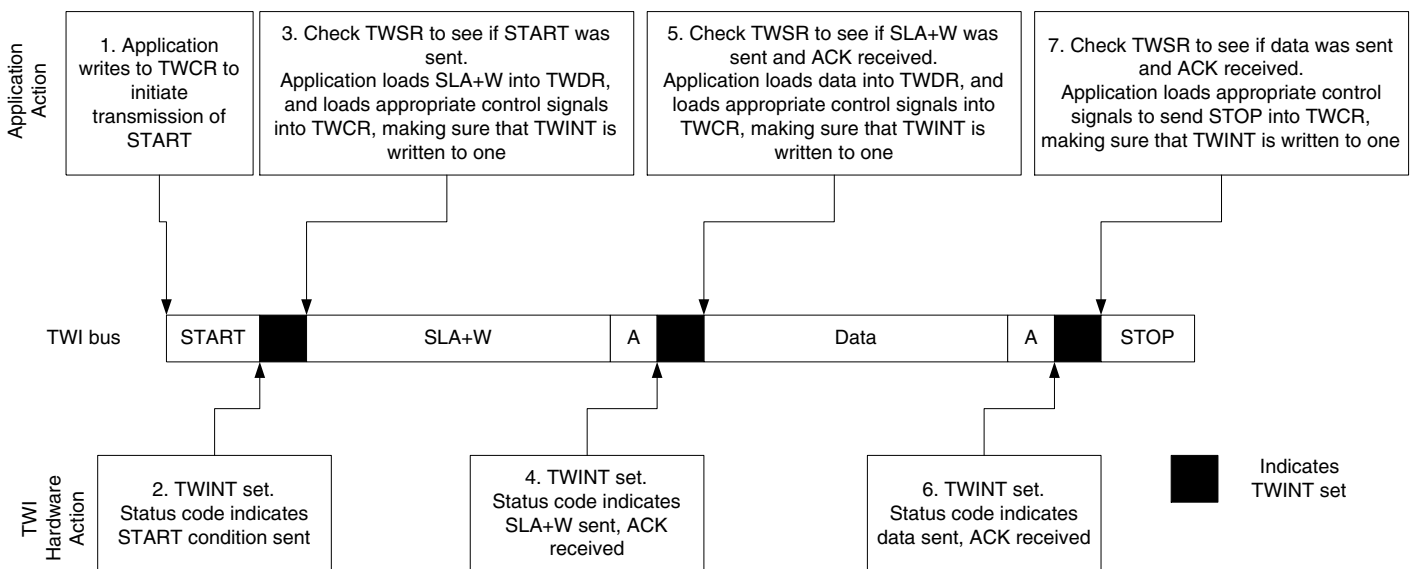 Application
Action
1. Application
writes to TWCR to
initiate
transmission of
START
3. Check TWSR to see if START was
sent.
Application loads SLA+W into TWDR,
and loads appropriate control signals
into TWCR, making sure that TWINT is
written to one
5. Check TWSR to see if SLA+W was
sent and ACK received.
Application loads data into TWDR, and
loads appropriate control signals into
TWCR, making sure that TWINT is
written to one
7. Check TWSR to see if data was sent
and ACK received.
Application loads appropriate control
signals to send STOP into TWCR,
making sure that TWINT is written to one
TWI bus
START
SLA+W
A
Data
A
STOP
TWI
Hardware
Action
2. TWINT set.
Status code indicates
START condition sent
4. TWINT set.
Status code indicates
SLA+W sent, ACK
received
6. TWINT set.
Status code indicates
data sent, ACK received
Indicates
TWINT set